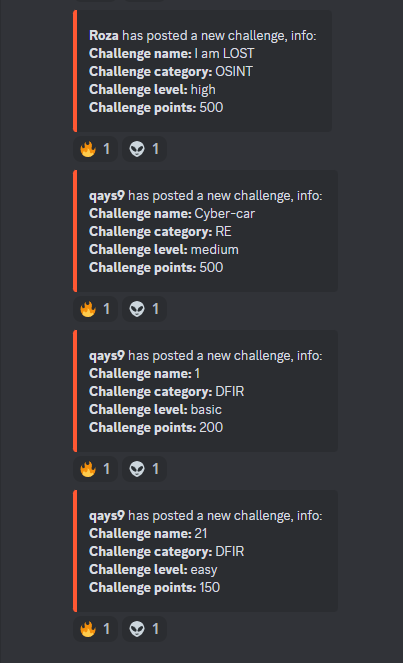 Roza has posted a new challenge, info:
Challenge name: I am LOST
Challenge category: OSINT
Challenge level: high
Challenge points: 500
🔥 1 👽 1
qays9 has posted a new challenge, info:
Challenge name: Cyber-car
Challenge category: RE
Challenge level: medium
Challenge points: 500
🔥 1 👽 1
qays9 has posted a new challenge, info:
Challenge name: 1
Challenge category: DFIR
Challenge level: basic
Challenge points: 200
🔥 1 👽 1
qays9 has posted a new challenge, info:
Challenge name: 21
Challenge category: DFIR
Challenge level: easy
Challenge points: 150
🔥 1 👽 1